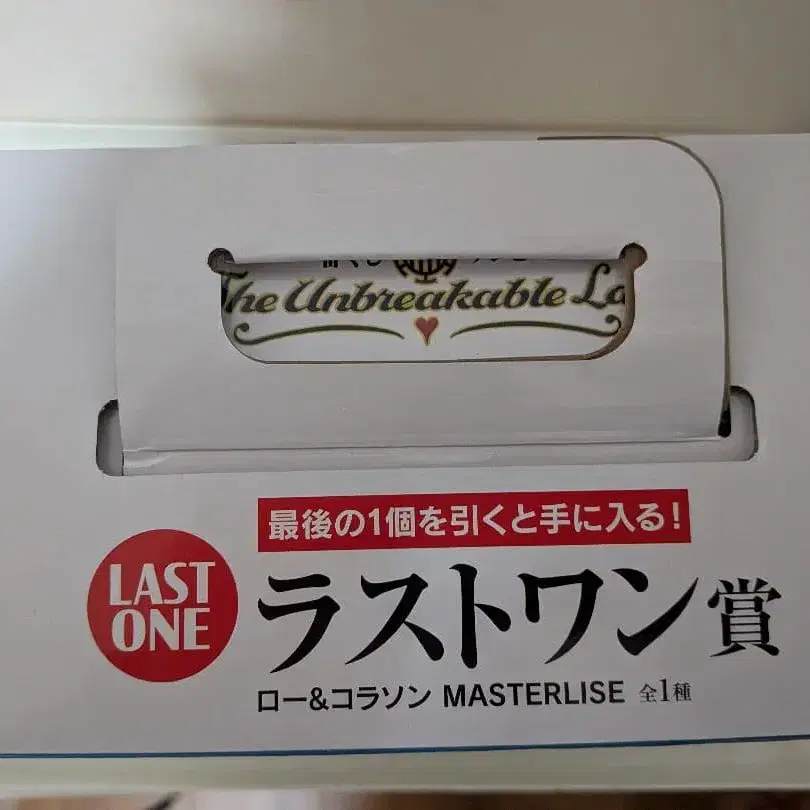 The Unbreakable La
最後の1個を引くと手に入る!
LAST
ONE
ラストワン賞
ロー&コラソン MASTERLISE 全1種